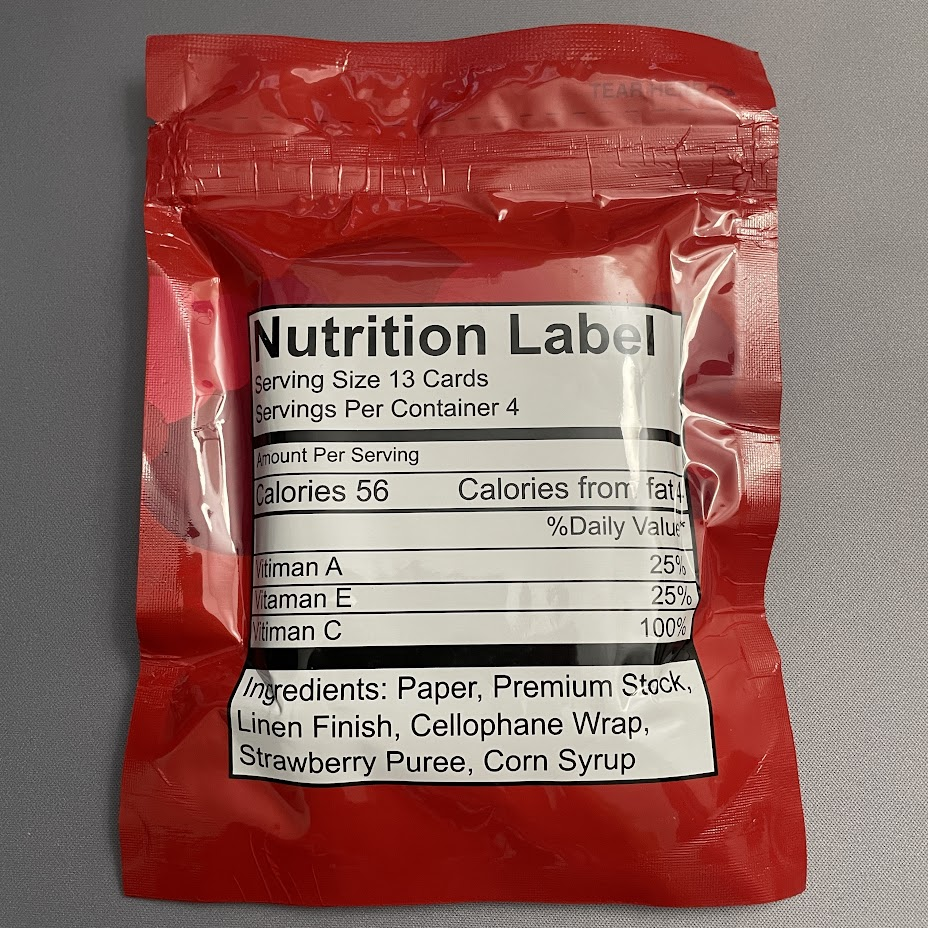 TEAR HERE
Nutrition Label
Serving Size 13 Cards
Servings Per Container 4
Amount Per Serving
Calories 56 Calories from fat
%Daily Value*
Vitiman A 25%
Vitaman E 25%
Vitiman C 100%
Ingredients: Paper, Premium Stock,
Linen Finish, Cellophane Wrap,
Strawberry Puree, Corn Syrup